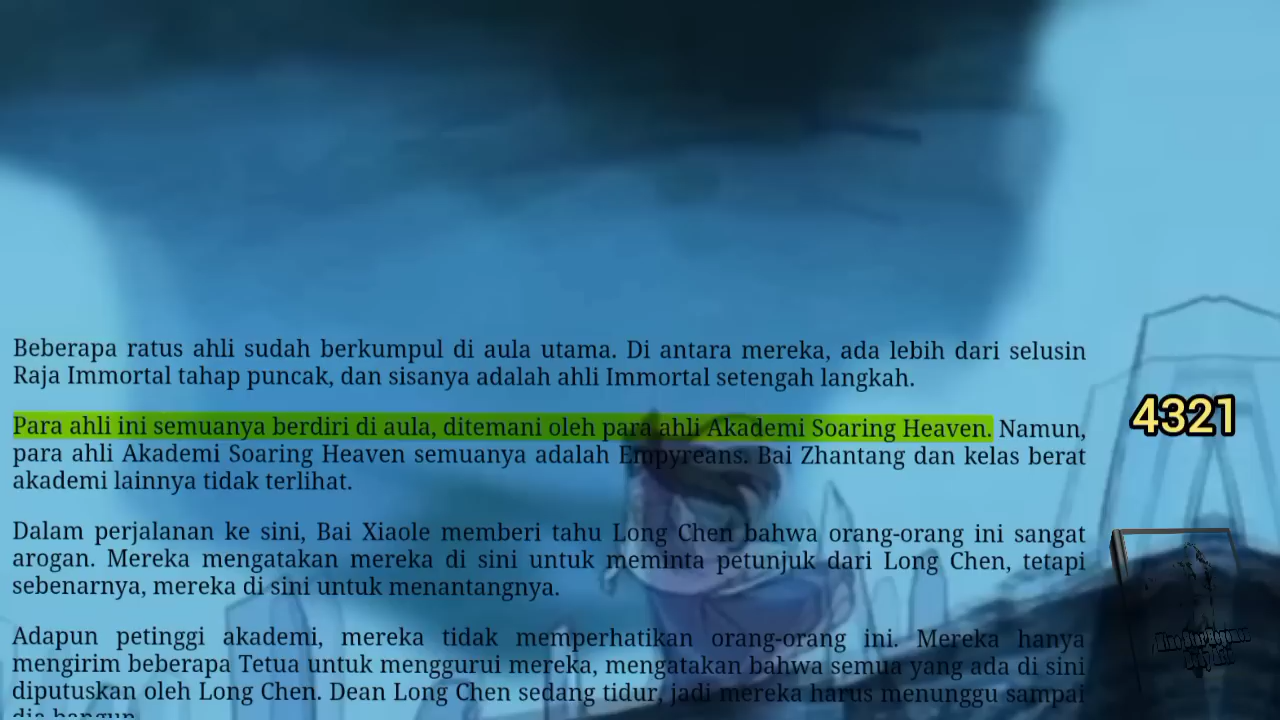 Beberapa ratus ahli sudah berkumpul di aula utama. Di antara mereka, ada lebih dari selusin
Raja Immortal tahap puncak, dan sisanya adalah ahli Immortal setengah langkah.
Para ahli ini semuanya berdiri di aula, ditemani oleh para ahli Akademi Soaring Heaven. Namun,
para ahli Akademi Soaring Heaven semuanya adalah Empyreans. Bai Zhantang dan kelas berat
akademi lainnya tidak terlihat.
4321
Dalam perjalanan ke sini, Bai Xiaole memberi tahu Long Chen bahwa orang-orang ini sangat
arogan. Mereka mengatakan mereka di sini untuk meminta petunjuk dari Long Chen, tetapi
sebenarnya, mereka di sini untuk menantangnya.
Adapun petinggi akademi, mereka tidak memperhatikan orang-orang ini. Mereka hanya
mengirim beberapa Tetua untuk menggurui mereka, mengatakan bahwa semua yang ada di sini
diputuskan oleh Long Chen. Dean Long Chen sedang tidur, jadi mereka harus menunggu sampai
dia bangun.